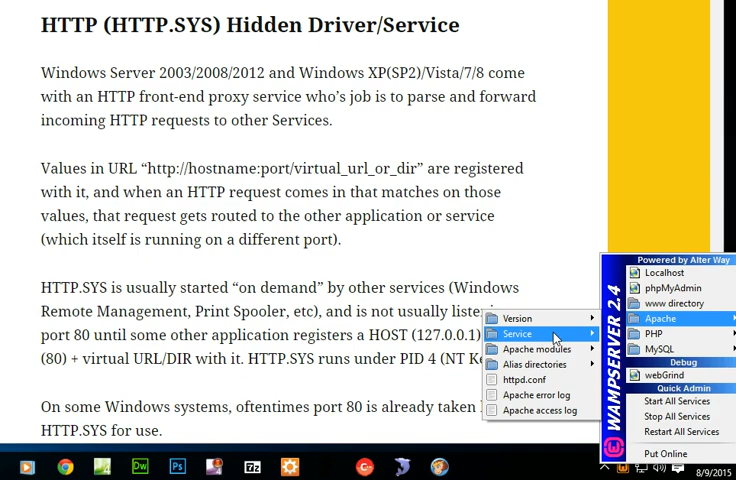 HTTP (HTTP.SYS) Hidden Driver/Service
Windows Server 2003/2008/2012 and Windows XP(SP2)/Vista/7/8 come
with an HTTP front-end proxy service who's job is to parse and forward
incoming HTTP requests to other Services.
Values in URL “http://hostname:port/virtual_url_or_dir” are registered
with it, and when an HTTP request comes in that matches on those
values, that request gets routed to the other application or service
(which itself is running on a different port).
HTTP.SYS is usually started “on demand” by other services (Windows
Remote Management, Print Spooler, etc), and is not usually
port 80 until some other application registers a HOST (127.0.0.1)
(80) + virtual URL/DIR with it. HTTP.SYS runs under PID 4 (NT
On some Windows systems, oftentimes port 80 is already taken
HTTP.SYS for use.
Version
Service
Apache modules
Alias directories
httpd.conf
Apache error log
Apache access log
WAMPSERVER 2.4
Powered by Alter Way
Localhost
phpMyAdmin
www directory
Apache
PHP
MySQL
Debug
webGrind
Quick Admin
Start All Services
Stop All Services
Restart All Services
Put Online
Dw
Ps
7z
8/9/2015